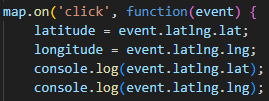 map.on('click', function(event) {
    latitude = event.latlng.lat;
    longitude = event.latlng.lng;
    console.log(event.latlng.lat);
    console.log(event.latlng.lng);